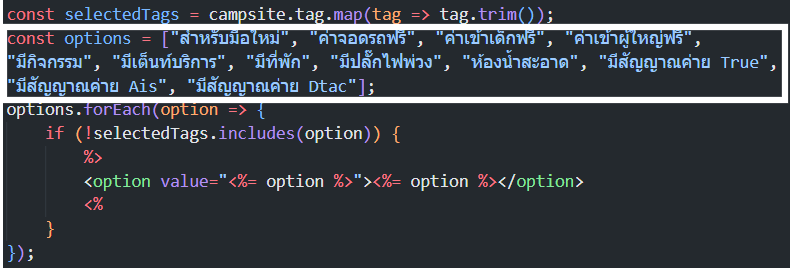 const selectedTags = campsite.tag.map(tag => tag.trim());
const options = ["สำหรับมือใหม่", "ค่าจอดรถฟรี", "ค่าเข้าเด็กฟรี", "ค่าเข้าผู้ใหญ่ฟรี",
"มีกิจกรรม", "มีเต็นท์บริการ", "มีที่พัก", "มีปลั๊กไฟพ่วง", "ห้องน้ำสะอาด", "มีสัญญาณค่าย True",
"มีสัญญาณค่าย Ais", "มีสัญญาณค่าย Dtac"];
options.forEach(option => {
    if (!selectedTags.includes(option)) {
        %>
        <option value="<%= option %>"><%= option %></option>
        <%
    }
});